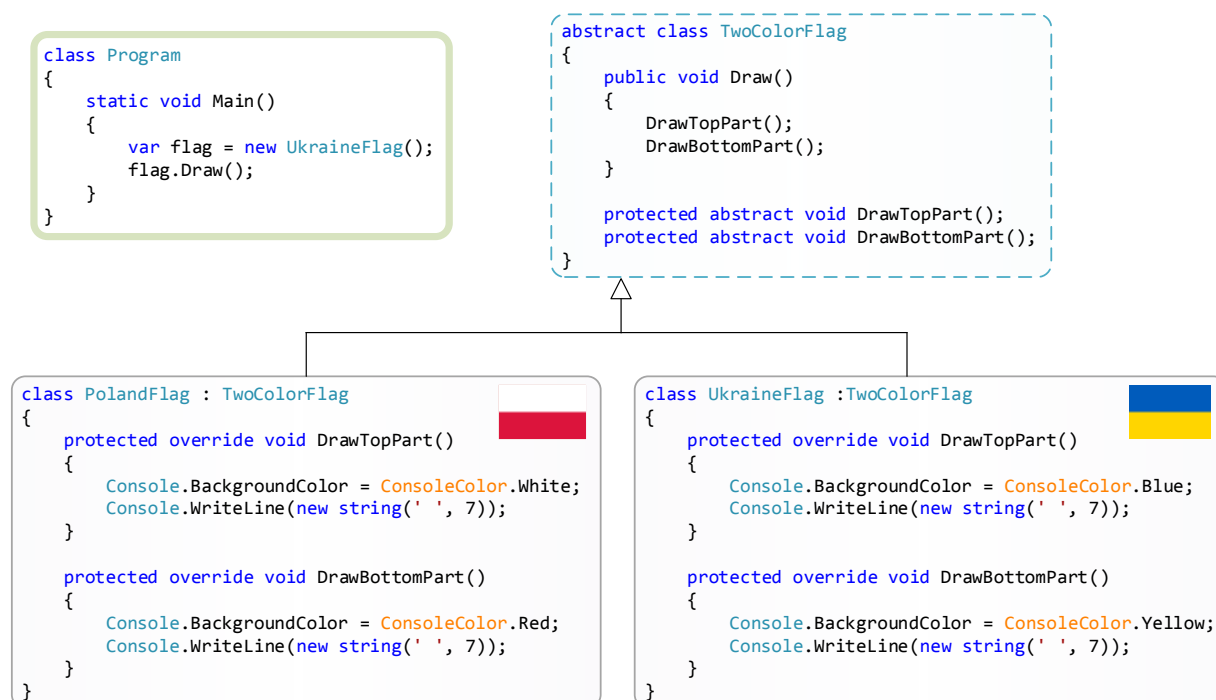 class Program
{
    static void Main()
    {
        var flag = new UkraineFlag();
        flag.Draw();
    }
}
abstract class TwoColorFlag
{
    public void Draw()
    {
        DrawTopPart();
        DrawBottomPart();
    }

    protected abstract void DrawTopPart();
    protected abstract void DrawBottomPart();
}
class PolandFlag : TwoColorFlag
{
    protected override void DrawTopPart()
    {
        Console.BackgroundColor = ConsoleColor.White;
        Console.WriteLine(new string(' ', 7));
    }

    protected override void DrawBottomPart()
    {
        Console.BackgroundColor = ConsoleColor.Red;
        Console.WriteLine(new string(' ', 7));
    }
}
class UkraineFlag :TwoColorFlag
{
    protected override void DrawTopPart()
    {
        Console.BackgroundColor = ConsoleColor.Blue;
        Console.WriteLine(new string(' ', 7));
    }

    protected override void DrawBottomPart()
    {
        Console.BackgroundColor = ConsoleColor.Yellow;
        Console.WriteLine(new string(' ', 7));
    }
}